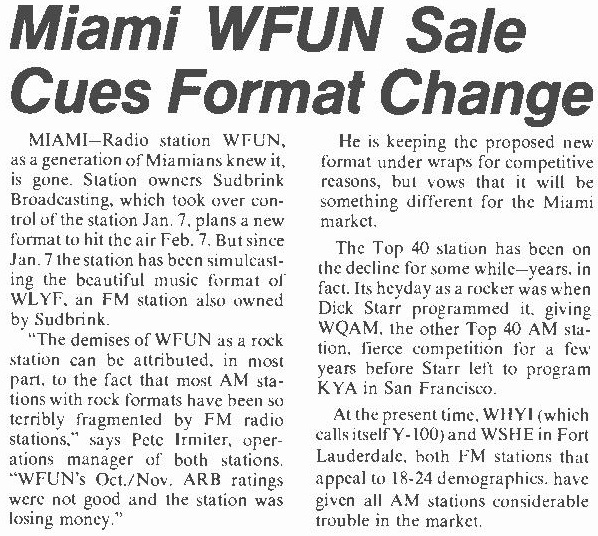 Miami WFUN Sale
Cues Format Change
MIAMI—Radio station WFUN,
as a generation of Miamians knew it,
is gone. Station owners Sudbrink
Broadcasting, which took over con-
trol of the station Jan. 7, plans a new
format to hit the air Feb. 7. But since
Jan. 7 the station has been simulcast-
ing the beautiful music format of
WLYF, an FM station also owned
by Sudbrink.
"The demises of WFUN as a rock
station can be attributed, in most
part, to the fact that most AM sta-
tions with rock formats have been so
terribly fragmented by FM radio
stations," says Pete Irmiter, oper-
ations manager of both stations.
"WFUN's Oct./Nov. ARB ratings
were not good and the station was
losing money."
He is keeping the proposed new
format under wraps for competitive
reasons, but vows that it will be
something different for the Miami
market.
The Top 40 station has been on
the decline for some while—years, in
fact. Its heyday as a rocker was when
Dick Starr programmed it, giving
WQAM, the other Top 40 AM sta-
tion, fierce competition for a few
years before Starr left to program
KYA in San Francisco.
At the present time, WHYI (which
calls itself Y-100) and WSHE in Fort
Lauderdale, both FM stations that
appeal to 18-24 demographics, have
given all AM stations considerable
trouble in the market.